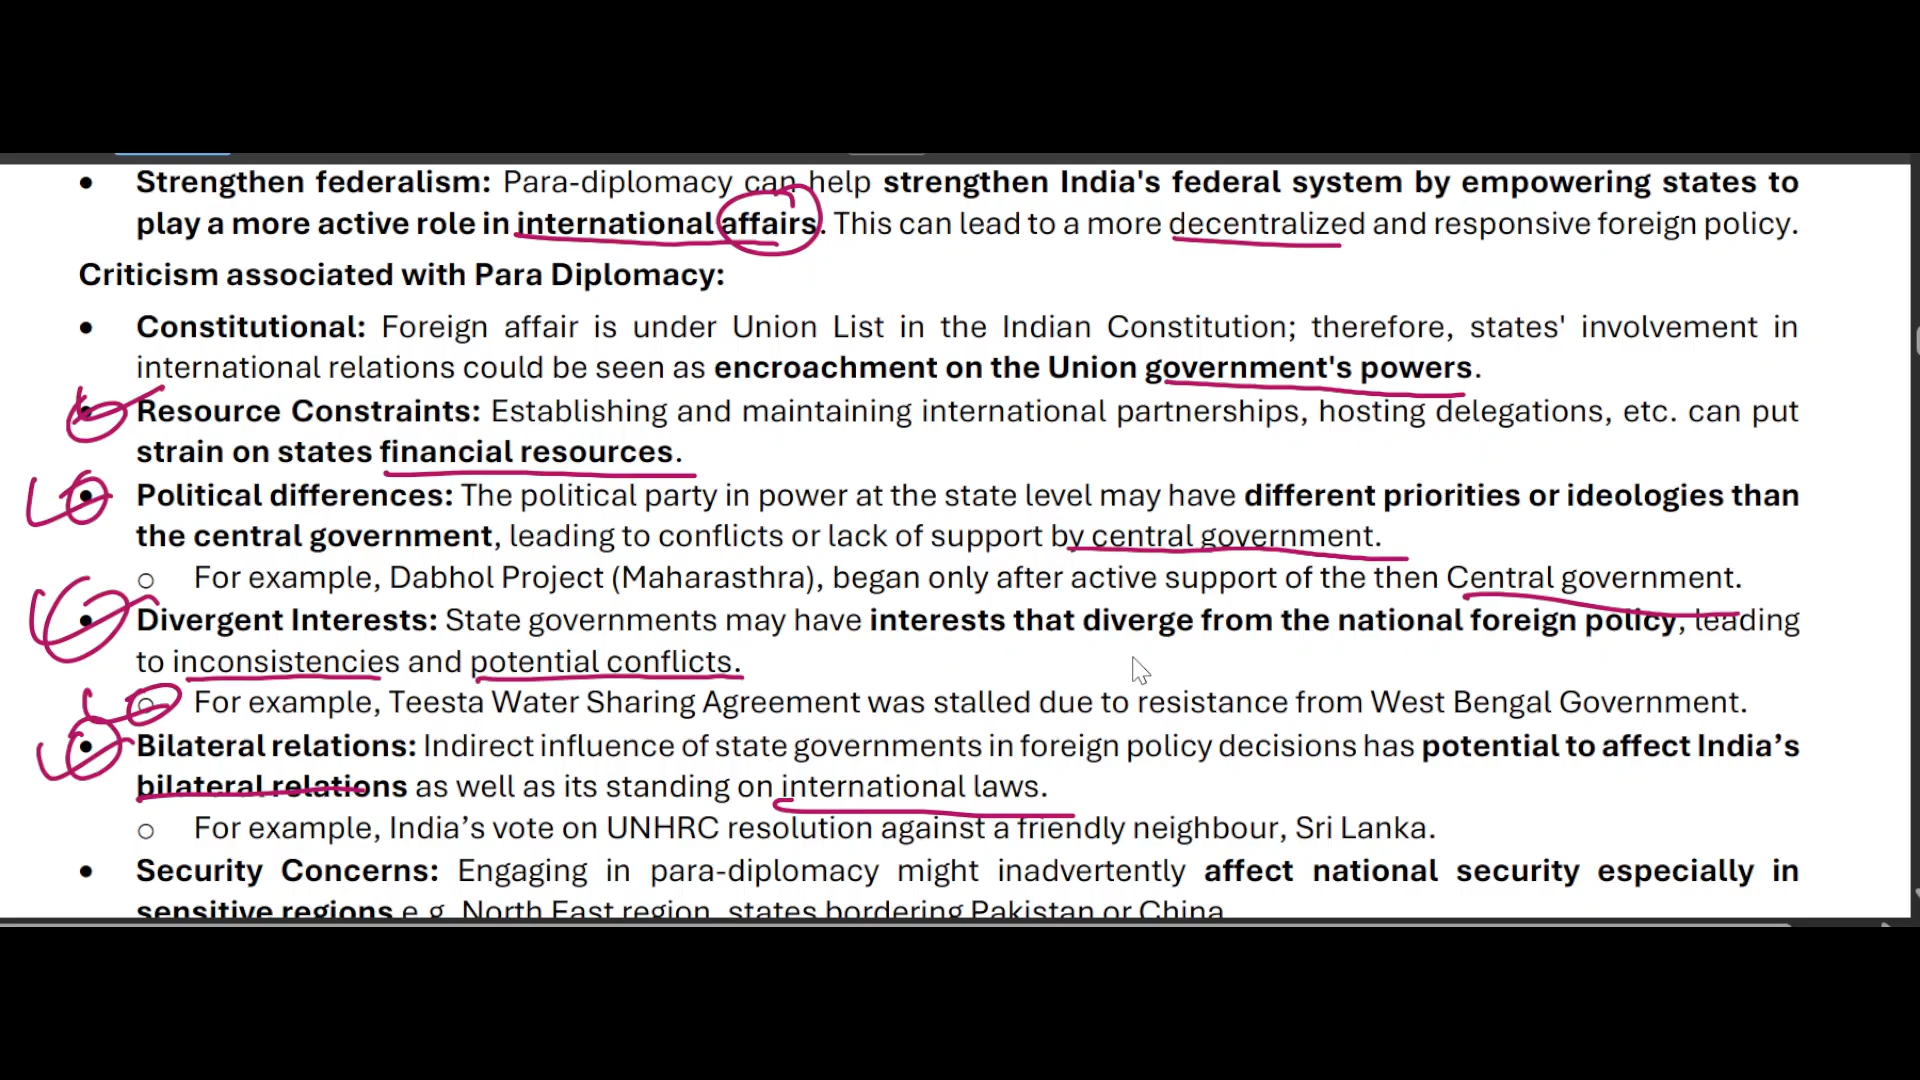 • Strengthen federalism: Para-diplomacy can help strengthen India's federal system by empowering states to
play a more active role in international affairs. This can lead to a more decentralized and responsive foreign policy.
Criticism associated with Para Diplomacy:
• Constitutional: Foreign affair is under Union List in the Indian Constitution; therefore, states' involvement in
international relations could be seen as encroachment on the Union government's powers.
• Resource Constraints: Establishing and maintaining international partnerships, hosting delegations, etc. can put
strain on states financial resources.
• Political differences: The political party in power at the state level may have different priorities or ideologies than
the central government, leading to conflicts or lack of support by central government.
○ For example, Dabhol Project (Maharasthra), began only after active support of the then Central government.
• Divergent Interests: State governments may have interests that diverge from the national foreign policy, leading
to inconsistencies and potential conflicts.
○ For example, Teesta Water Sharing Agreement was stalled due to resistance from West Bengal Government.
• Bilateral relations: Indirect influence of state governments in foreign policy decisions has potential to affect India’s
bilateral relations as well as its standing on international laws.
○ For example, India’s vote on UNHRC resolution against a friendly neighbour, Sri Lanka.
• Security Concerns: Engaging in para-diplomacy might inadvertently affect national security especially in
sensitive regions e.g. North East region, states bordering Pakistan or China